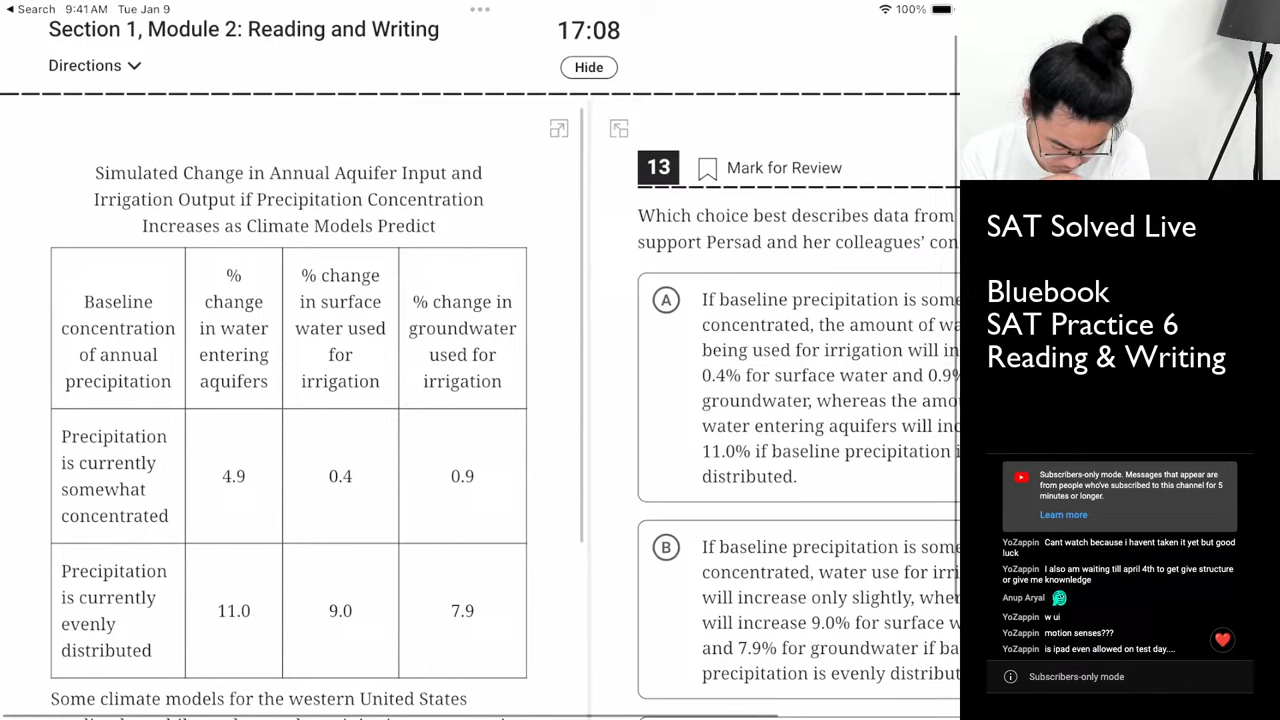 Search 9:41 AM Tue Jan 9
100%
Section 1, Module 2: Reading and Writing
17:08
Directions
Hide
Simulated Change in Annual Aquifer Input and
Irrigation Output if Precipitation Concentration
Increases as Climate Models Predict
Baseline
concentration
of annual
precipitation
%
change
in water
entering
aquifers
% change
in surface
water used
for
irrigation
% change in
groundwater
used for
irrigation
Precipitation
is currently
somewhat
concentrated
4.9
0.4
0.9
Precipitation
is currently
evenly
distributed
11.0
9.0
7.9
Some climate models for the western United States
13
Mark for Review
Which choice best describes data from
support Persad and her colleagues’ con
A
If baseline precipitation is some
concentrated, the amount of wa
being used for irrigation will in
0.4% for surface water and 0.9%
groundwater, whereas the amou
water entering aquifers will inc
11.0% if baseline precipitation i
distributed.
B
If baseline precipitation is some
concentrated, water use for irri
will increase only slightly, wher
will increase 9.0% for surface w
and 7.9% for groundwater if ba
precipitation is evenly distribut
SAT Solved Live
Bluebook
SAT Practice 6
Reading & Writing
Subscribers-only mode. Messages that appear are
from people who've subscribed to this channel for 5
minutes or longer.
Learn more
YoZappin Cant watch because i havent taken it yet but good
luck
YoZappin I also am waiting till april 4th to get give structure
or give me knownledge
Anup Aryal
YoZappin w ui
YoZappin motion senses???
YoZappin is ipad even allowed on test day....
Subscribers-only mode